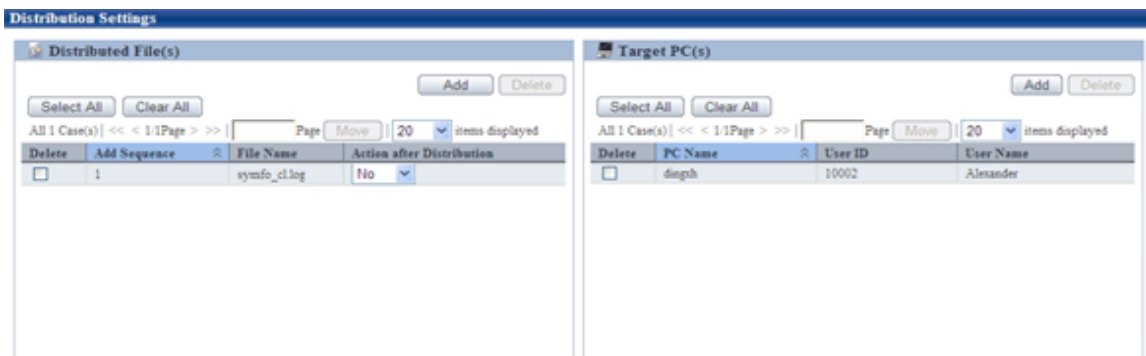 Distribution Settings
Distributed File(s)
Add Delete
Select All Clear All
All 1 Case(s)| << < 1/1Page > >> | Page Move | 20 items displayed
Delete Add Sequence File Name Action after Distribution
1 symfo_cl.log No
Target PC(s)
Add Delete
Select All Clear All
All 1 Case(s)| << < 1/1Page > >> | Page Move | 20 items displayed
Delete PC Name User ID User Name
10002 Alexander